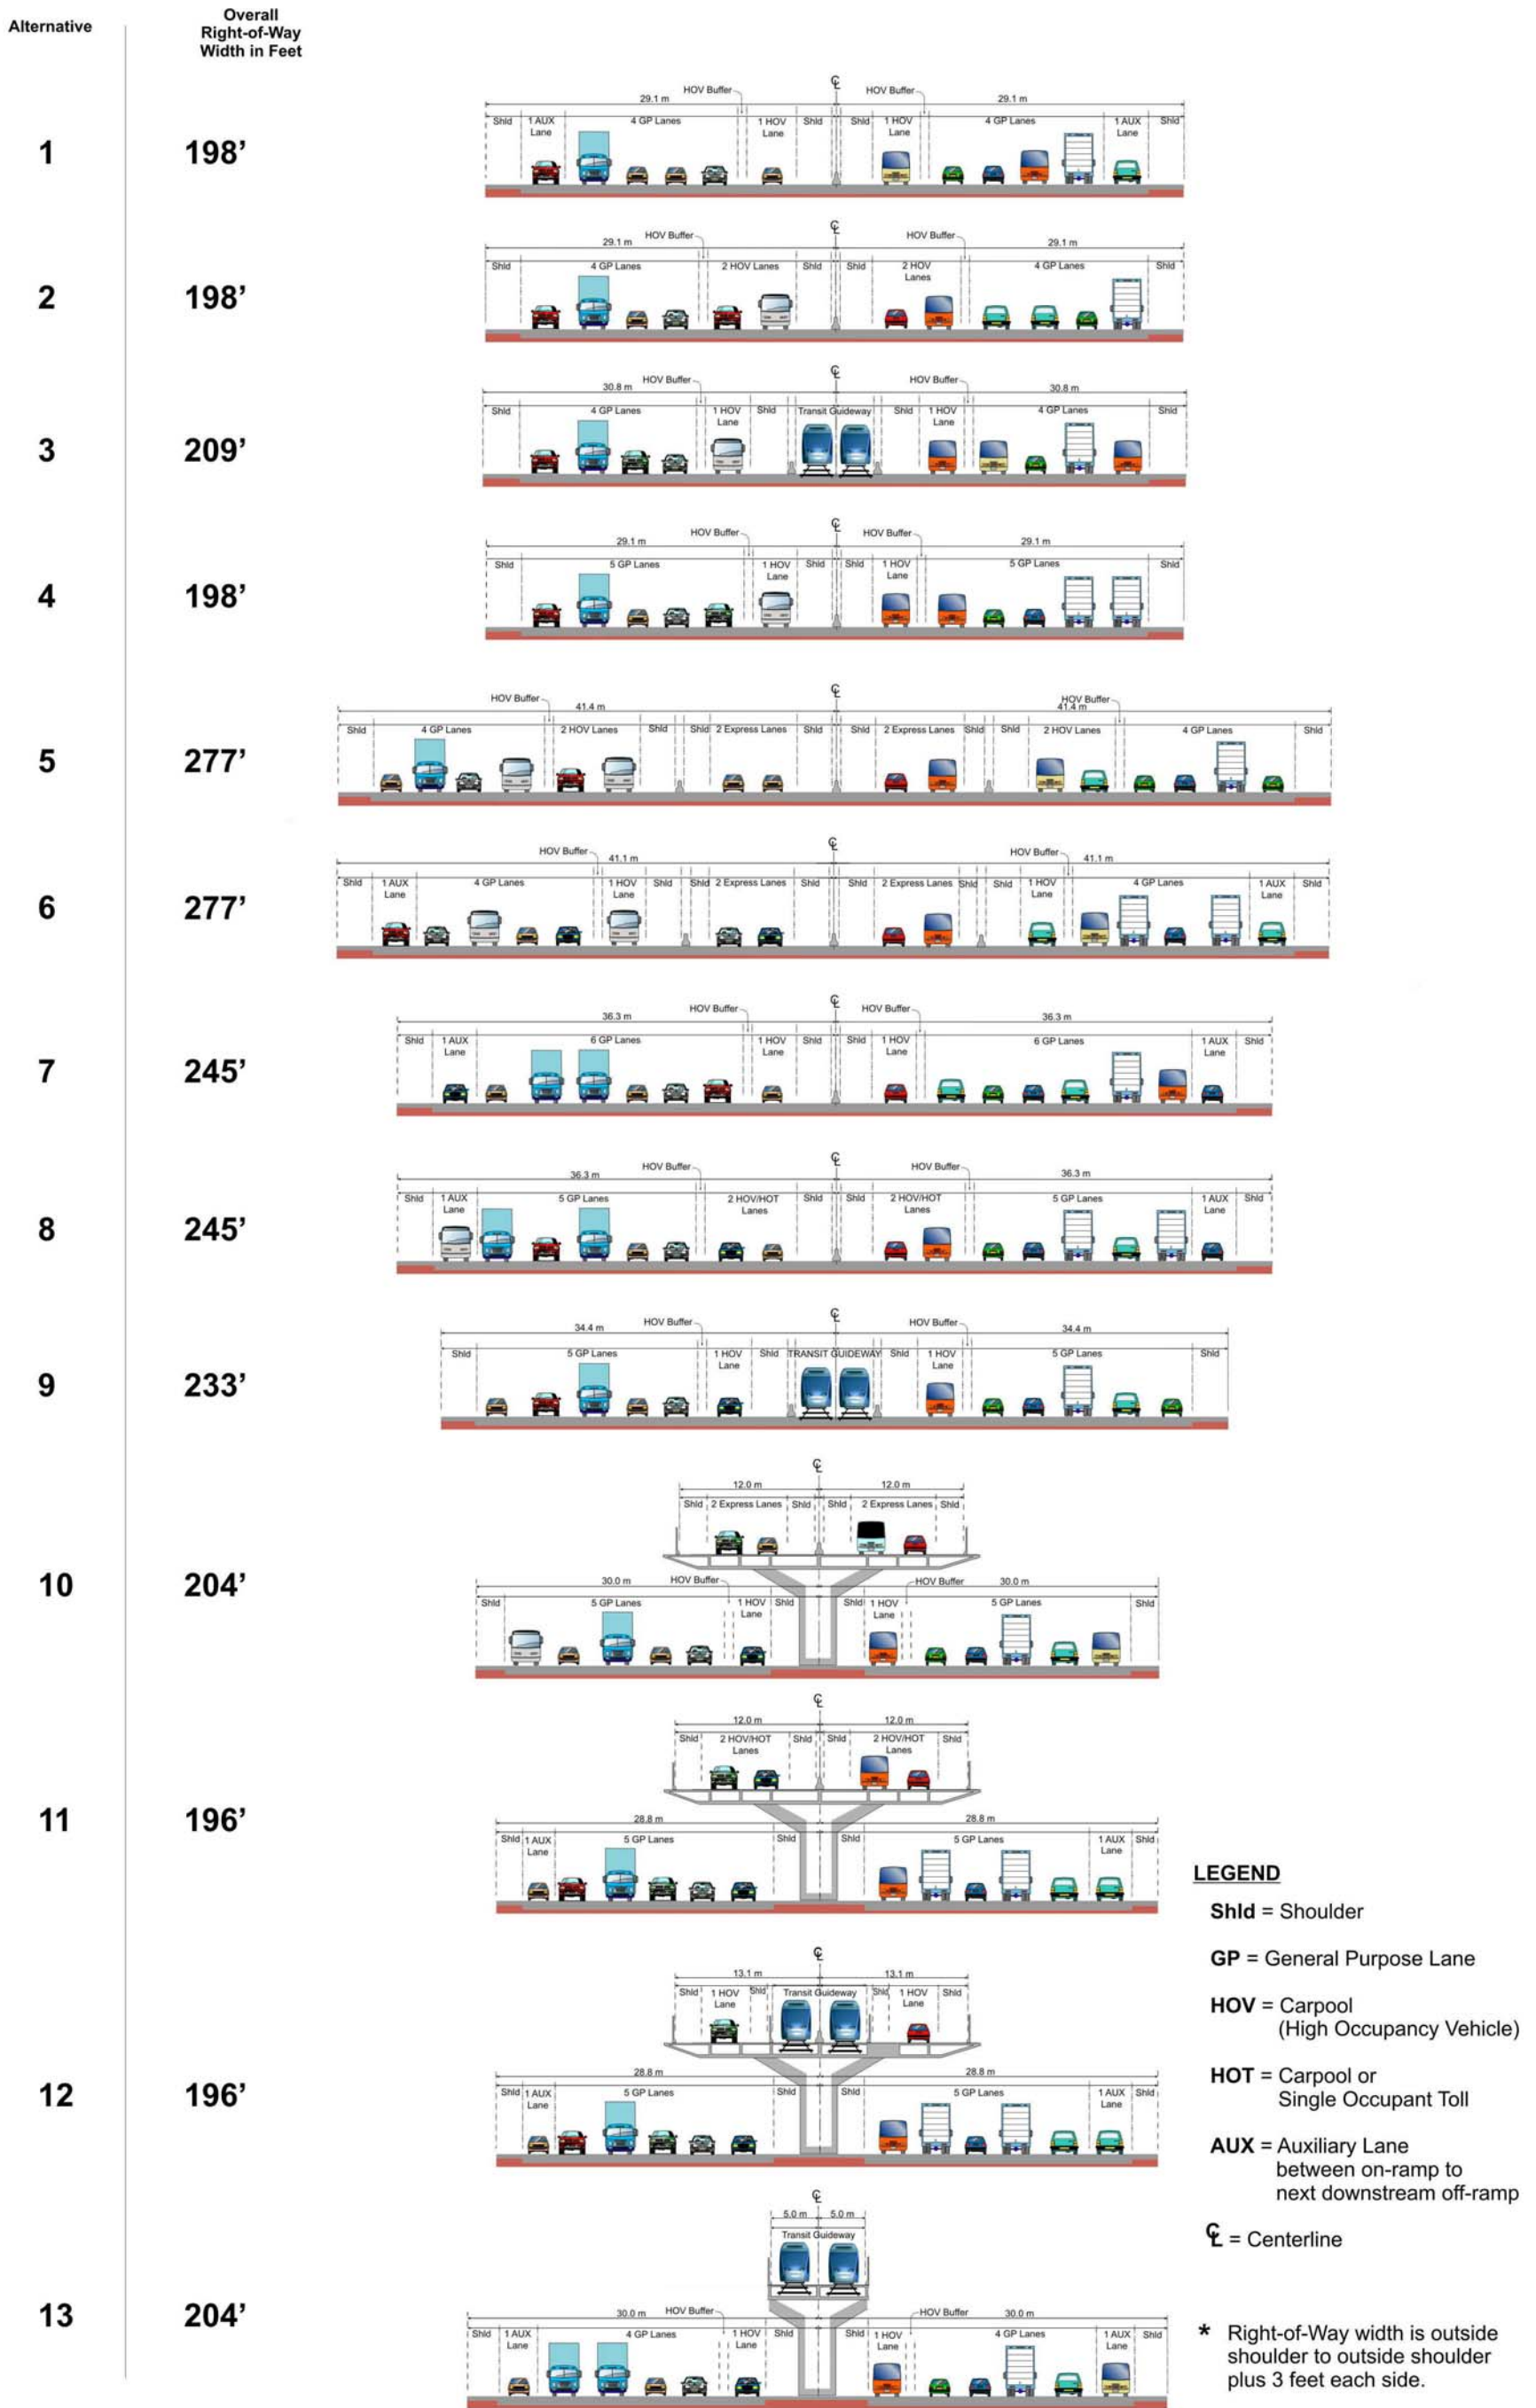 Alternative
Overall
Right-of-Way
Width in Feet
1
198’
℄
HOV Buffer
HOV Buffer
29.1 m
29.1 m
Shld
1 AUX
Lane
4 GP Lanes
1 HOV
Lane
Shld
Shld
1 HOV
Lane
4 GP Lanes
1 AUX
Lane
Shld
2
198’
℄
HOV Buffer
HOV Buffer
29.1 m
29.1 m
Shld
4 GP Lanes
2 HOV Lanes
Shld
Shld
2 HOV
Lanes
4 GP Lanes
Shld
3
209’
℄
HOV Buffer
HOV Buffer
30.8 m
30.8 m
Shld
4 GP Lanes
1 HOV
Lane
Shld
Transit Guideway
Shld
1 HOV
Lane
4 GP Lanes
Shld
4
198’
℄
HOV Buffer
HOV Buffer
29.1 m
29.1 m
Shld
5 GP Lanes
1 HOV
Lane
Shld
Shld
1 HOV
Lane
5 GP Lanes
Shld
5
277’
℄
HOV Buffer
HOV Buffer
41.4 m
41.4 m
Shld
4 GP Lanes
2 HOV Lanes
Shld
Shld
2 Express Lanes
Shld
Shld
2 Express Lanes
Shld
Shld
2 HOV Lanes
4 GP Lanes
Shld
6
277’
℄
HOV Buffer
HOV Buffer
41.1 m
41.1 m
Shld
1 AUX
Lane
4 GP Lanes
1 HOV
Lane
Shld
Shld
2 Express Lanes
Shld
Shld
2 Express Lanes
Shld
Shld
1 HOV
Lane
4 GP Lanes
1 AUX
Lane
Shld
7
245’
℄
HOV Buffer
HOV Buffer
36.3 m
36.3 m
Shld
1 AUX
Lane
6 GP Lanes
1 HOV
Lane
Shld
Shld
1 HOV
Lane
6 GP Lanes
1 AUX
Lane
Shld
8
245’
℄
HOV Buffer
HOV Buffer
36.3 m
36.3 m
Shld
1 AUX
Lane
5 GP Lanes
2 HOV/HOT
Lanes
Shld
Shld
2 HOV/HOT
Lanes
5 GP Lanes
1 AUX
Lane
Shld
9
233’
℄
HOV Buffer
HOV Buffer
34.4 m
34.4 m
Shld
5 GP Lanes
1 HOV
Lane
Shld
TRANSIT GUIDEWAY
Shld
1 HOV
Lane
5 GP Lanes
Shld
10
204’
℄
12.0 m
12.0 m
Shld
2 Express Lanes
Shld
Shld
2 Express Lanes
Shld
30.0 m
HOV Buffer
HOV Buffer
30.0 m
Shld
5 GP Lanes
1 HOV
Lane
Shld
Shld
1 HOV
Lane
5 GP Lanes
Shld
11
196’
℄
12.0 m
12.0 m
Shld
2 HOV/HOT
Lanes
Shld
Shld
2 HOV/HOT
Lanes
Shld
28.8 m
28.8 m
Shld
1 AUX
Lane
5 GP Lanes
Shld
Shld
5 GP Lanes
1 AUX
Lane
Shld
12
196’
℄
13.1 m
13.1 m
Shld
1 HOV
Lane
Shld
Transit Guideway
Shld
1 HOV
Lane
Shld
28.8 m
28.8 m
Shld
1 AUX
Lane
5 GP Lanes
Shld
Shld
5 GP Lanes
1 AUX
Lane
Shld
13
204’
℄
5.0 m
5.0 m
Transit Guideway
30.0 m
HOV Buffer
HOV Buffer
30.0 m
Shld
1 AUX
Lane
4 GP Lanes
1 HOV
Lane
Shld
Shld
1 HOV
Lane
4 GP Lanes
1 AUX
Lane
Shld
LEGEND
Shld = Shoulder
GP = General Purpose Lane
HOV = Carpool
(High Occupancy Vehicle)
HOT = Carpool or
Single Occupant Toll
AUX = Auxiliary Lane
between on-ramp to
next downstream off-ramp
℄ = Centerline
* Right-of-Way width is outside
shoulder to outside shoulder
plus 3 feet each side.